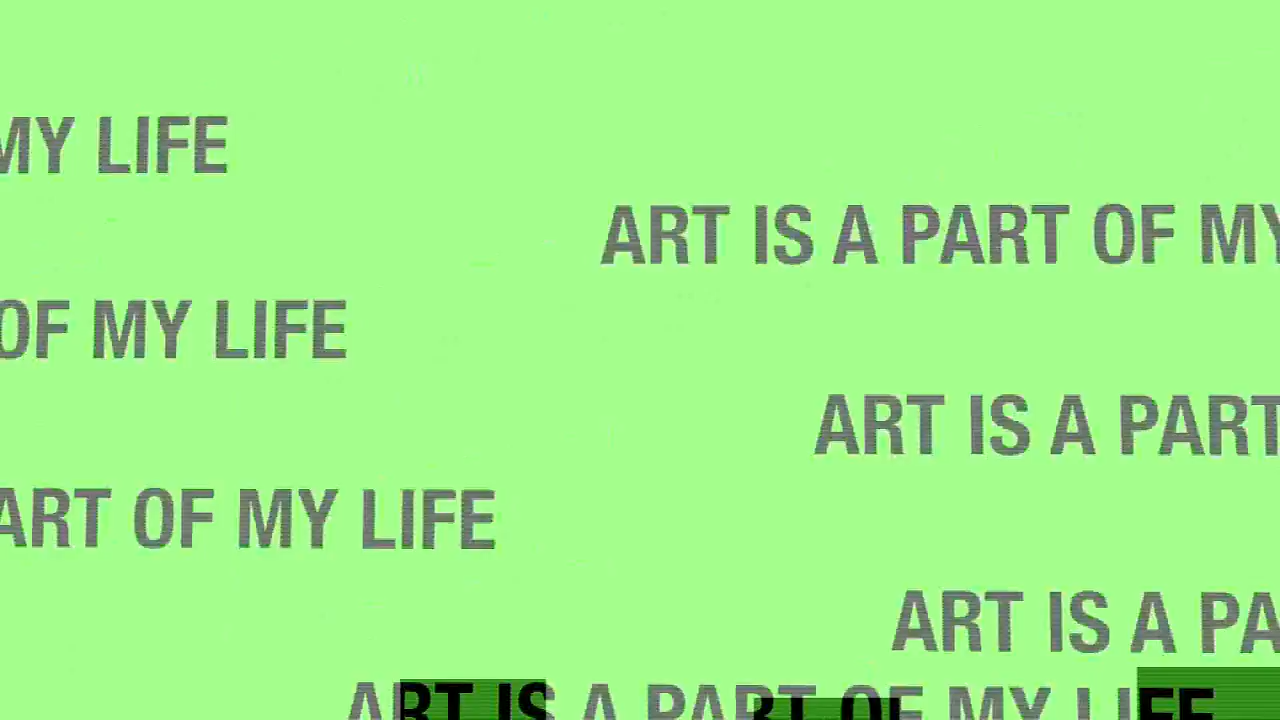 MY LIFE
ART IS A PART OF MY
OF MY LIFE
ART IS A PART
ART OF MY LIFE
ART IS A PA
ART IS A PART OF MY LIFE